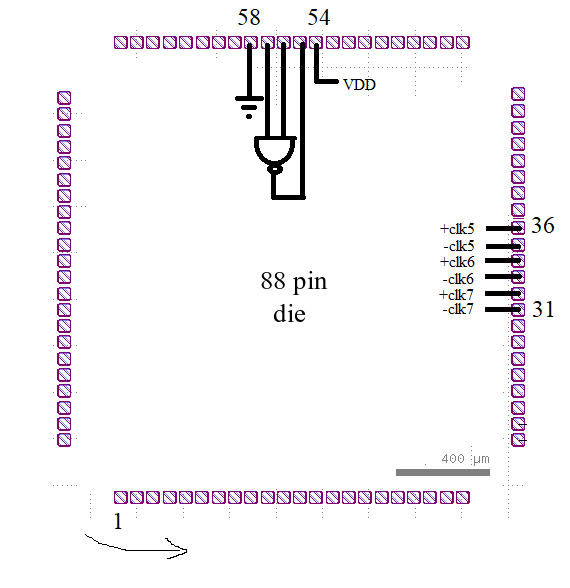 58
54
VDD
36
+clk5
-clk5
+clk6
-clk6
+clk7
-clk7
31
88 pin
die
400 µm
1